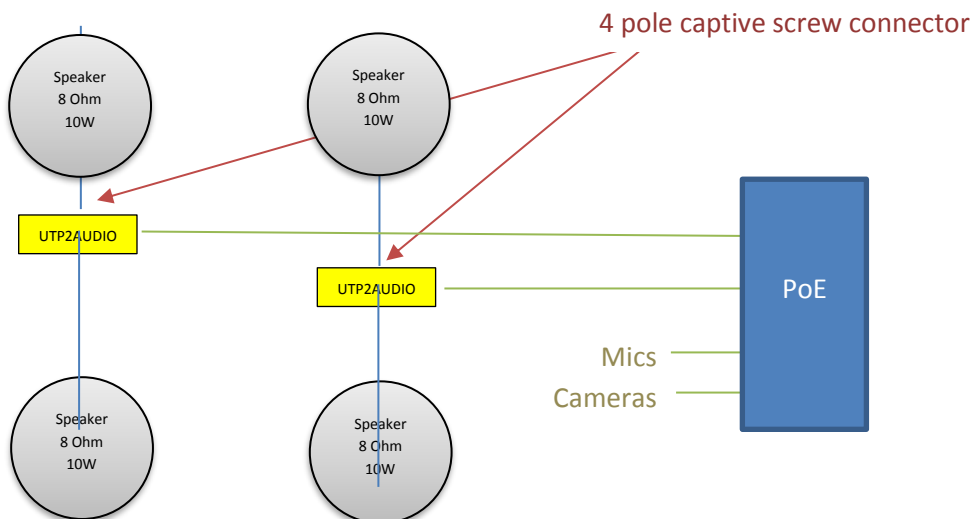 4 pole captive screw connector
Speaker
8 Ohm
10W
Speaker
8 Ohm
10W
UTP2AUDIO
UTP2AUDIO
PoE
Mics
Cameras
Speaker
8 Ohm
10W
Speaker
8 Ohm
10W